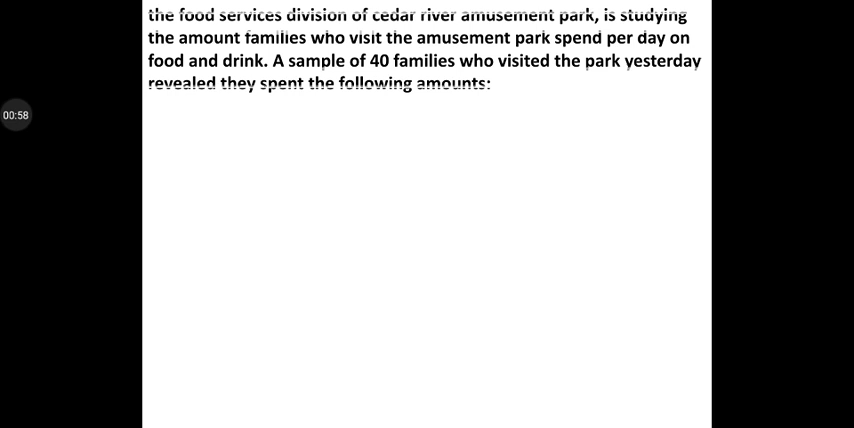 the food services division of cedar river amusement park, is studying
the amount families who visit the amusement park spend per day on
food and drink. A sample of 40 families who visited the park yesterday
revealed they spent the following amounts:
00:58